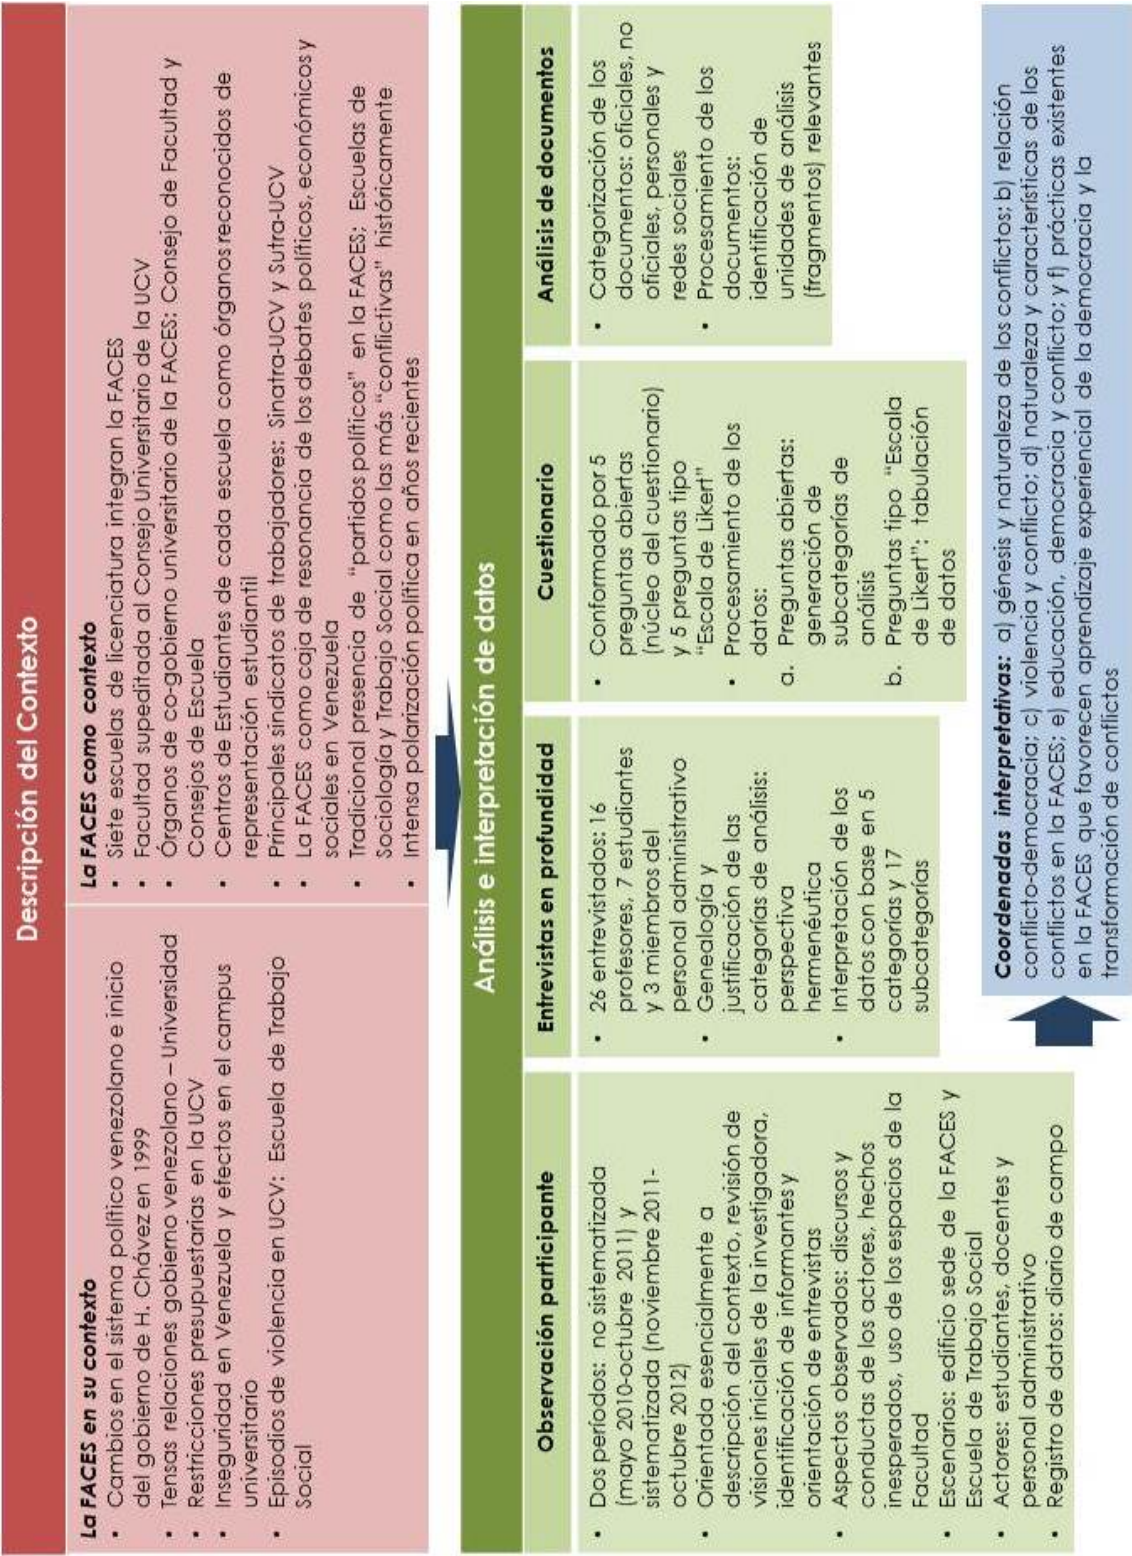 Descripción del Contexto
La FACES en su contexto
• Cambios en el sistema político venezolano e inicio
del gobierno de H. Chávez en 1999
• Tensas relaciones gobierno venezolano – Universidad
• Restricciones presupuestarias en la UCV
• Inseguridad en Venezuela y efectos en el campus
universitario
• Episodios de violencia en UCV: Escuela de Trabajo
Social
La FACES como contexto
• Siete escuelas de licenciatura integran la FACES
• Facultad supeditada al Consejo Universitario de la UCV
• Órganos de co-gobierno universitario de la FACES: Consejo de Facultad y
Consejos de Escuela
• Centros de Estudiantes de cada escuela como órganos reconocidos de
representación estudiantil
• Principales sindicatos de trabajadores: Sinatra-UCV y Sutra-UCV
• La FACES como caja de resonancia de los debates políticos, económicos y
sociales en Venezuela
• Tradicional presencia de "partidos políticos" en la FACES; Escuelas de
Sociología y Trabajo Social como las más "conflictivas" históricamente
• Intensa polarización política en años recientes
Análisis e interpretación de datos
Observación participante
• Dos períodos: no sistematizada
(mayo 2010-octubre 2011) y
sistematizada (noviembre 2011-
octubre 2012)
• Orientada esencialmente a
descripción del contexto, revisión de
visiones iniciales de la investigadora,
identificación de informantes y
orientación de entrevistas
• Aspectos observados: discursos y
conductas de los actores, hechos
inesperados, uso de los espacios de la
Facultad
• Escenarios: edificio sede de la FACES y
Escuela de Trabajo Social
• Actores: estudiantes, docentes y
personal administrativo
• Registro de datos: diario de campo
Entrevistas en profundidad
• 26 entrevistados: 16
profesores, 7 estudiantes
y 3 miembros del
personal administrativo
• Genealogía y
justificación de las
categorías de análisis:
perspectiva
hermenéutica
• Interpretación de los
datos con base en 5
categorías y 17
subcategorías
Cuestionario
• Conformado por 5
preguntas abiertas
(núcleo del cuestionario)
y 5 preguntas tipo
"Escala de Likert"
• Procesamiento de los
datos:
a. Preguntas abiertas:
generación de
subcategorías de
análisis
b. Preguntas tipo "Escala
de Likert": tabulación
de datos
Análisis de documentos
• Categorización de los
documentos: oficiales, no
oficiales, personales y
redes sociales
• Procesamiento de los
documentos:
identificación de
unidades de análisis
(fragmentos) relevantes
Coordenadas interpretativas: a) génesis y naturaleza de los conflictos; b) relación
conflicto-democracia; c) violencia y conflicto; d) naturaleza y características de los
conflictos en la FACES; e) educación, democracia y conflicto; y f) prácticas existentes
en la FACES que favorecen aprendizaje experiencial de la democracia y la
transformación de conflictos